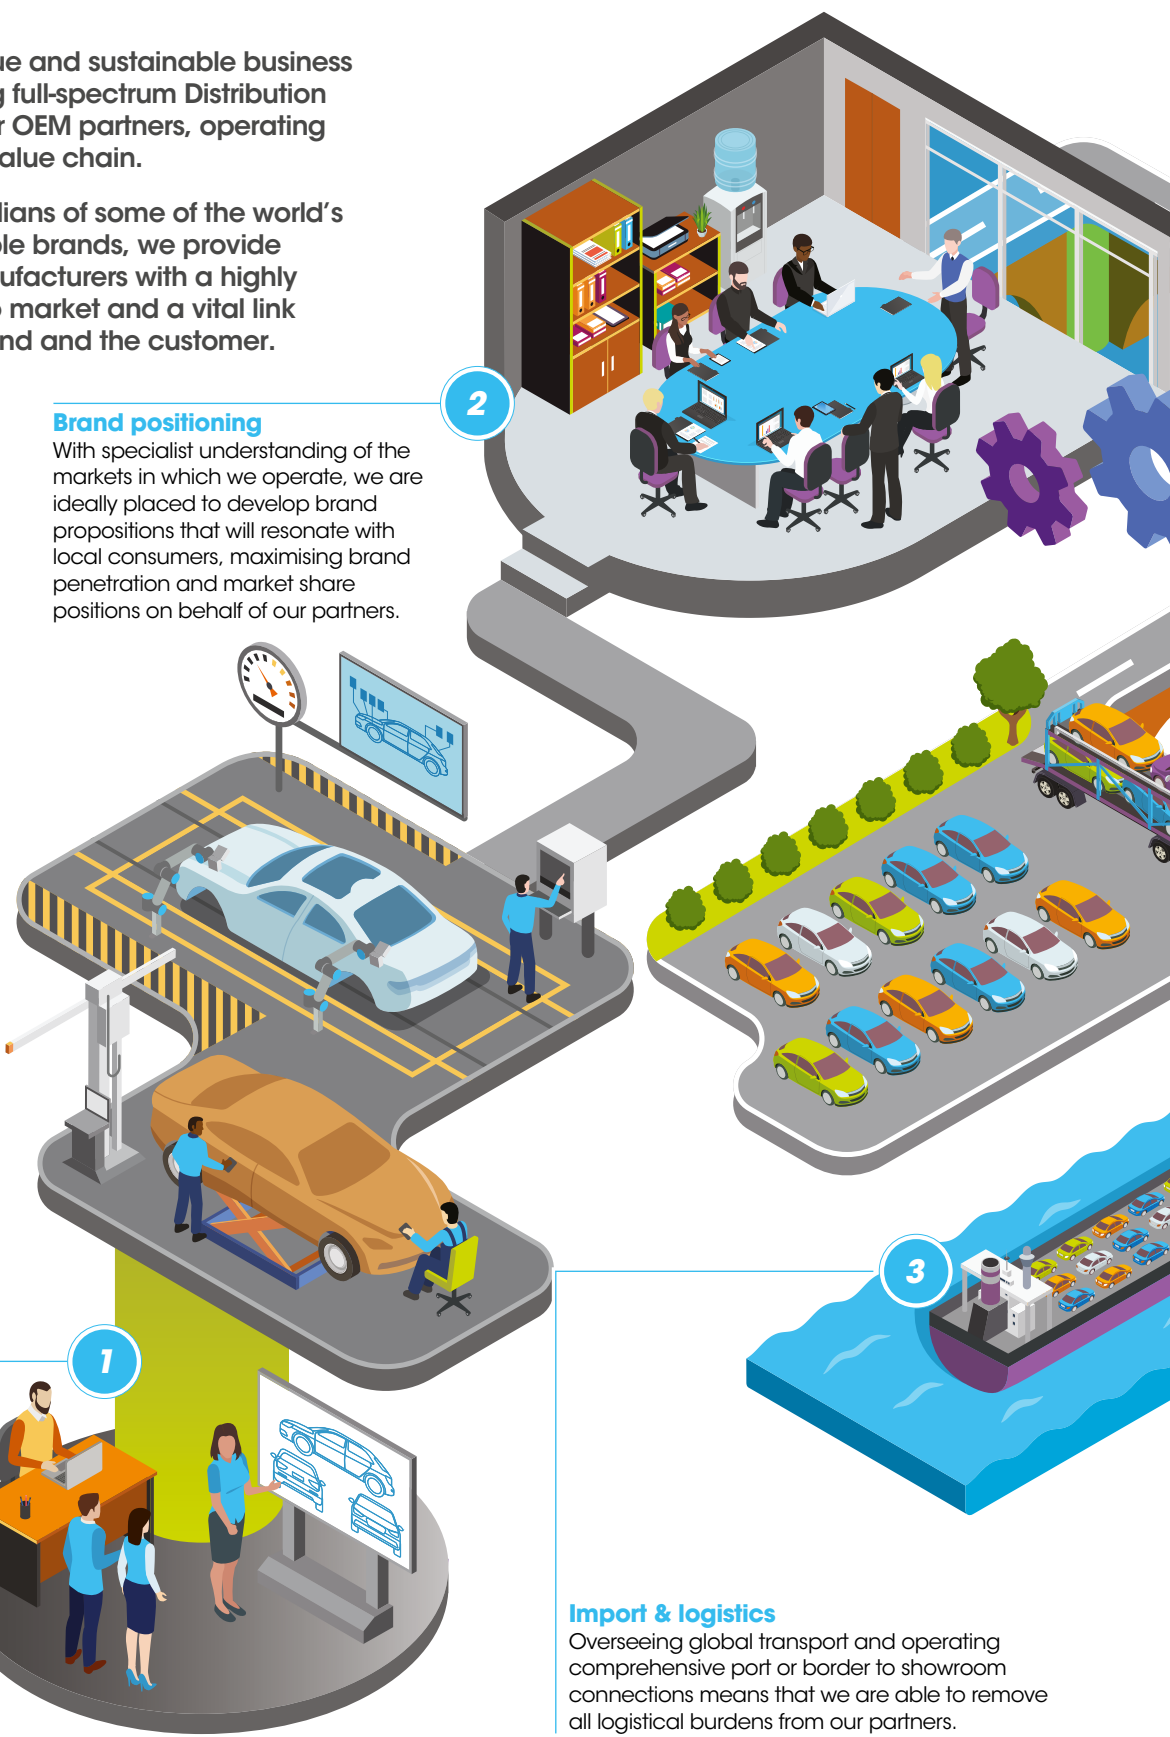 ue and sustainable business
g full-spectrum Distribution
r OEM partners, operating
alue chain.
lians of some of the world's
ble brands, we provide
ufacturers with a highly
o market and a vital link
nd and the customer.
2
Brand positioning
With specialist understanding of the
markets in which we operate, we are
ideally placed to develop brand
propositions that will resonate with
local consumers, maximising brand
penetration and market share
positions on behalf of our partners.
3
1
Import & logistics
Overseeing global transport and operating
comprehensive port or border to showroom
connections means that we are able to remove
all logistical burdens from our partners.